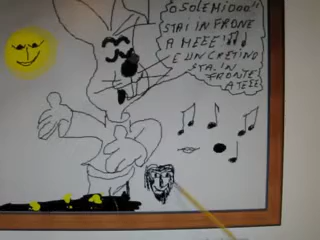 O SOLE MIOOO!!
STAI IN FRONE
A MEEE!
E UN CRETINO
STA IN
FRONTE
A TEEE